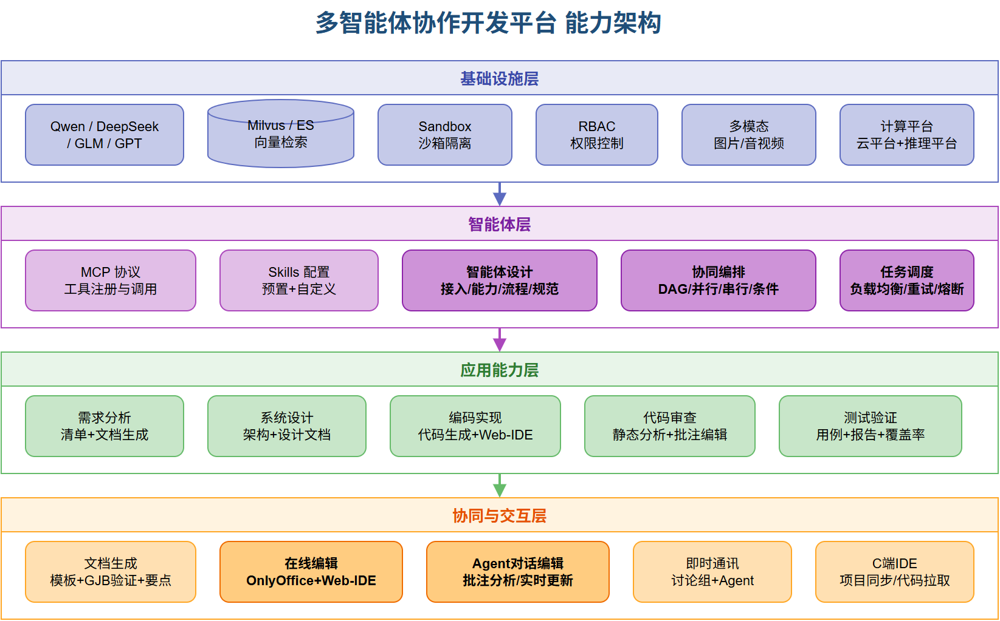 多智能体协作开发平台 能力架构
基础设施层
Qwen / DeepSeek
/ GLM / GPT
Milvus / ES
向量检索
Sandbox
沙箱隔离
RBAC
权限控制
多模态
图片/音视频
计算平台
云平台+推理平台
智能体层
MCP 协议
工具注册与调用
Skills 配置
预置+自定义
智能体设计
接入/能力/流程/规范
协同编排
DAG/并行/串行/条件
任务调度
负载均衡/重试/熔断
应用能力层
需求分析
清单+文档生成
系统设计
架构+设计文档
编码实现
代码生成+Web-IDE
代码审查
静态分析+批注编辑
测试验证
用例+报告+覆盖率
协同与交互层
文档生成
模板+GJB验证+要点
在线编辑
OnlyOffice+Web-IDE
Agent对话编辑
批注分析/实时更新
即时通讯
讨论组+Agent
C端IDE
项目同步/代码拉取